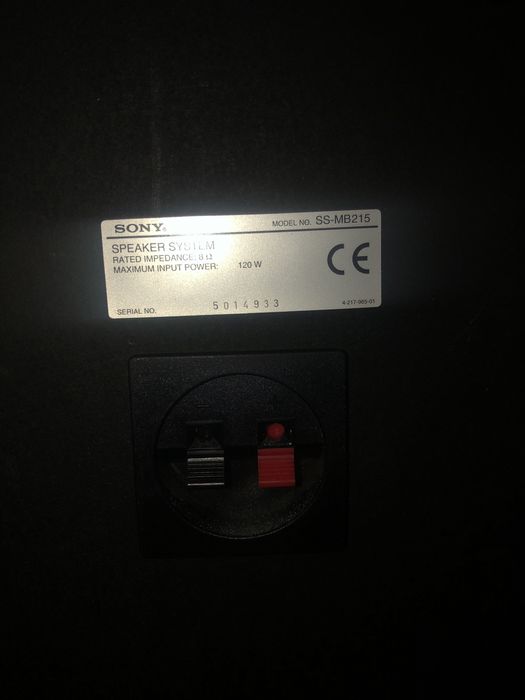 SONY® MODEL NO. SS-MB215
SPEAKER SYSTEM
RATED IMPEDANCE: 8 Ω
MAXIMUM INPUT POWER: 120 W
CE
SERIAL NO. 5014933 4-217-965-01
− +